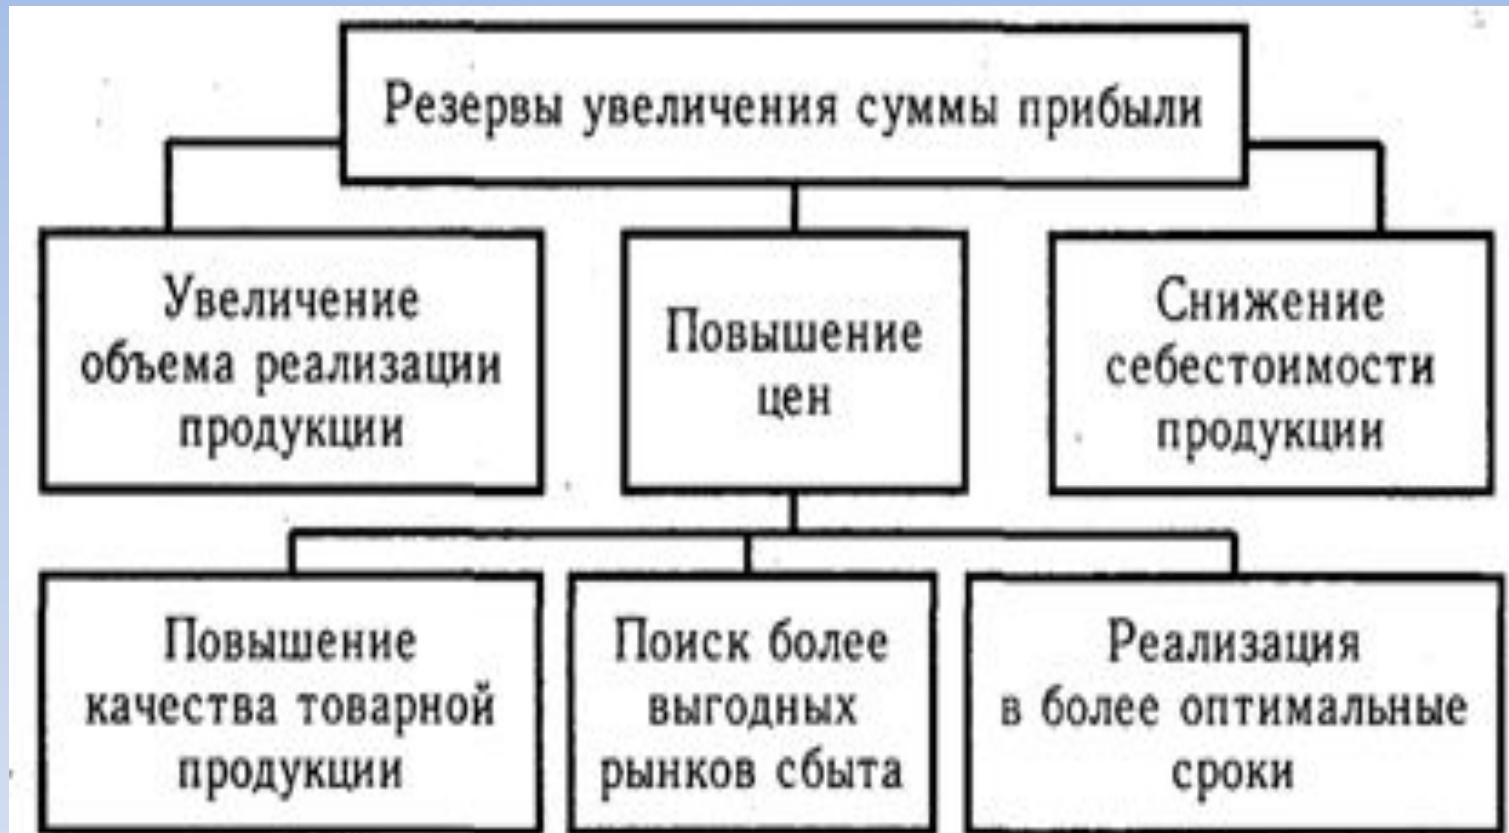 Резервы увеличения суммы прибыли
Увеличение
объема реализации
продукции
Повышение
цен
Снижение
себестоимости
продукции
Повышение
качества товарной
продукции
Поиск более
выгодных
рынков сбыта
Реализация
в более оптимальные
сроки